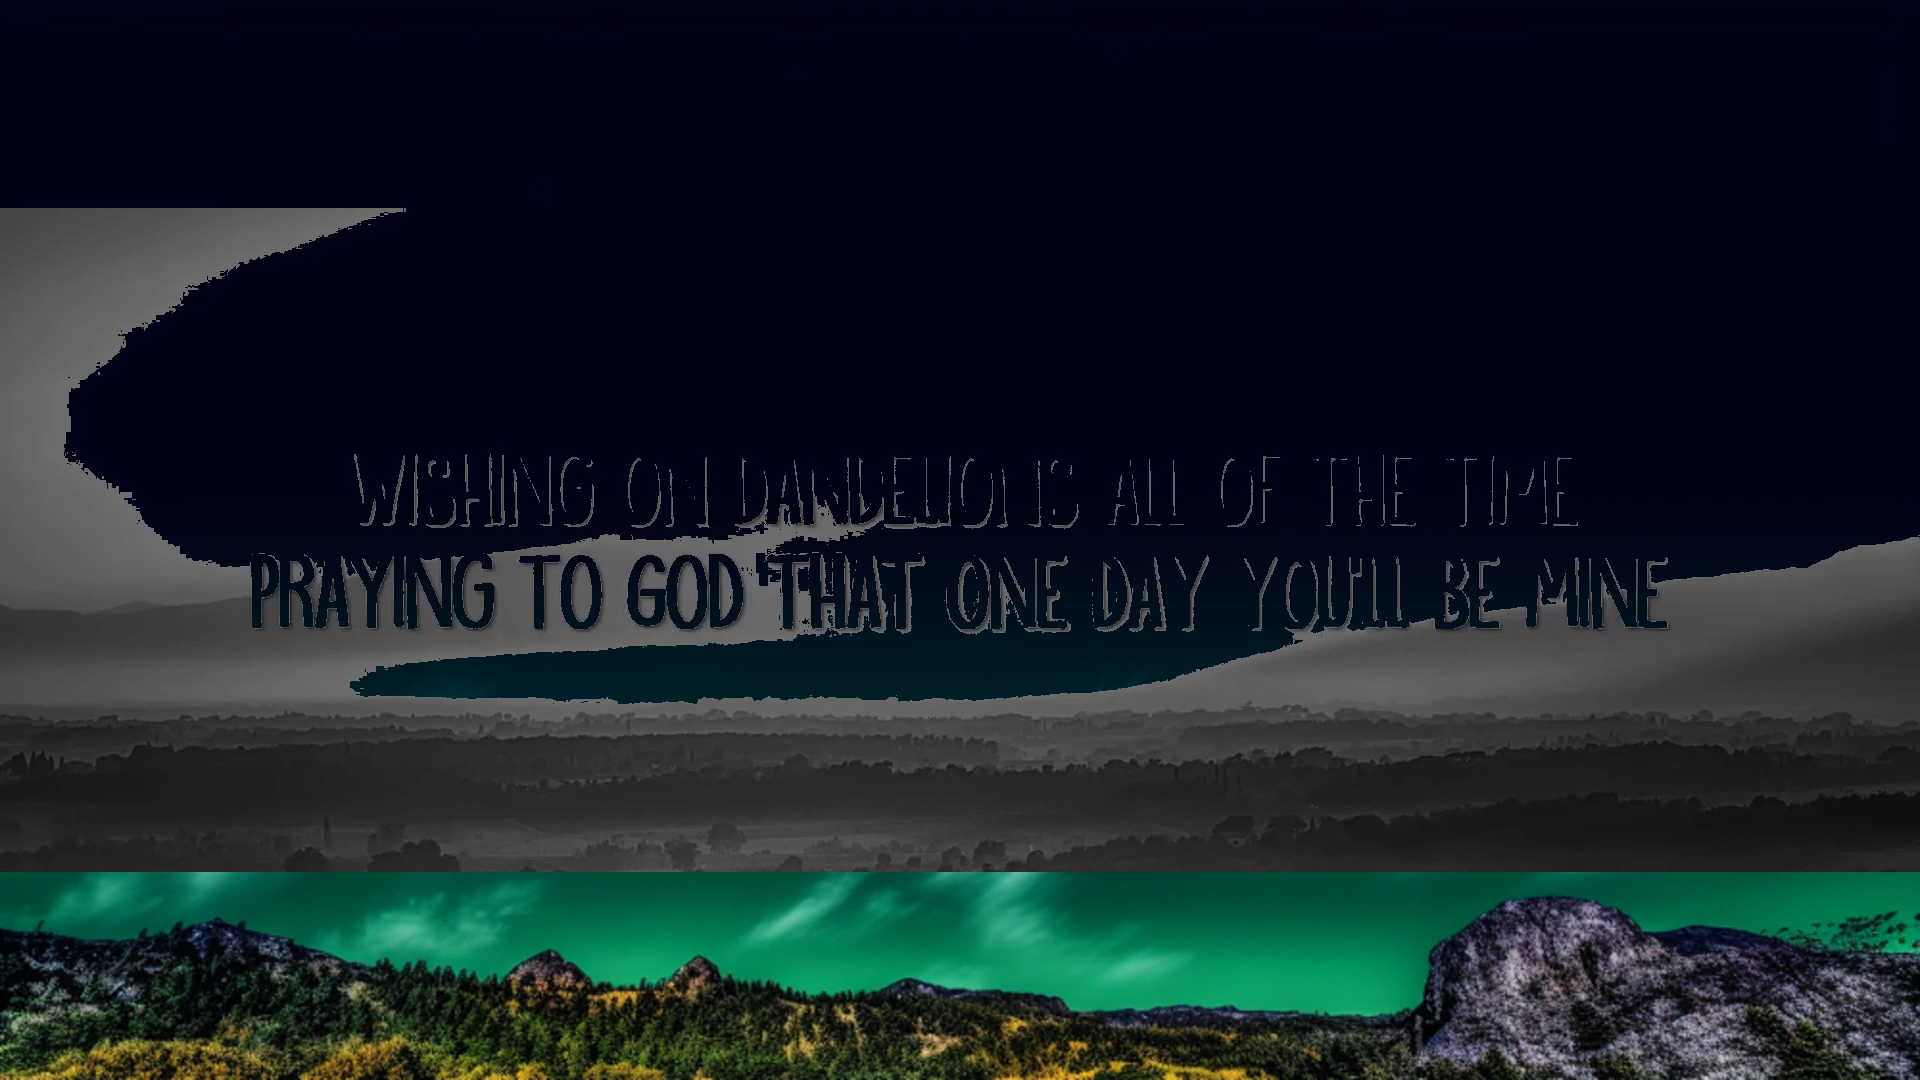 WISHING ON DANDELIONS ALL OF THE TIME
PRAYING TO GOD THAT ONE DAY YOU'LL BE MINE